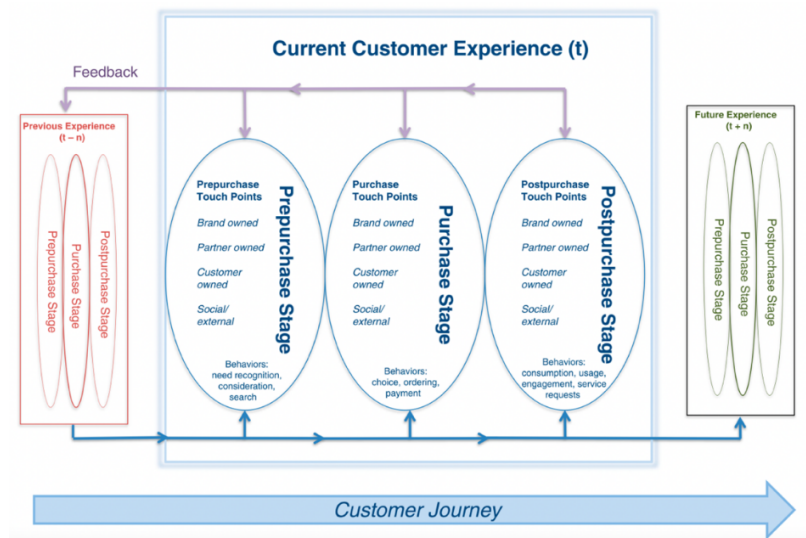 Current Customer Experience (t)
Feedback
Previous Experience
(t – n)
Prepurchase Stage
Purchase Stage
Postpurchase Stage
Prepurchase
Touch Points
Brand owned
Partner owned
Customer
owned
Social/
external
Prepurchase Stage
Behaviors:
need recognition,
consideration,
search
Purchase
Touch Points
Brand owned
Partner owned
Customer
owned
Social/
external
Purchase Stage
Behaviors:
choice, ordering,
payment
Postpurchase
Touch Points
Brand owned
Partner owned
Customer
owned
Social/
external
Postpurchase Stage
Behaviors:
consumption, usage,
engagement, service
requests
Future Experience
(t + n)
Prepurchase Stage
Purchase Stage
Postpurchase Stage
Customer Journey